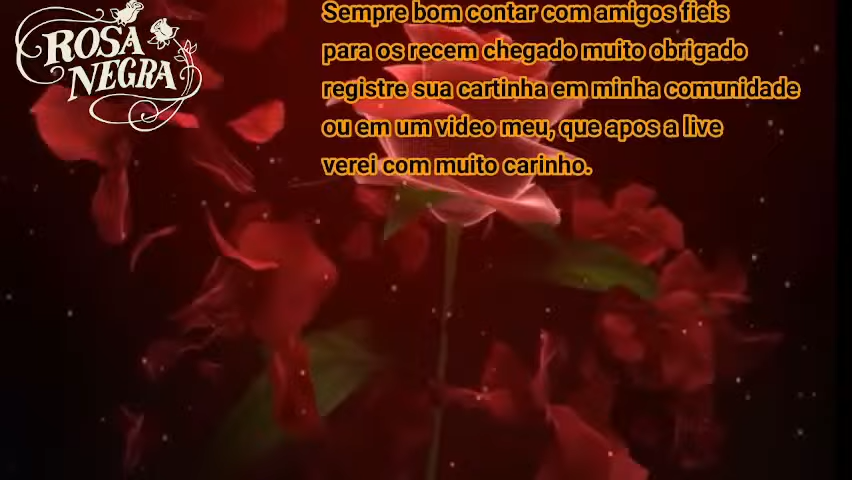 ROSA
NEGRA
Sempre bom contar com amigos fieis
para os recem chegado muito obrigado
registre sua cartinha em minha comunidade
ou em um video meu, que apos a live
verei com muito carinho.